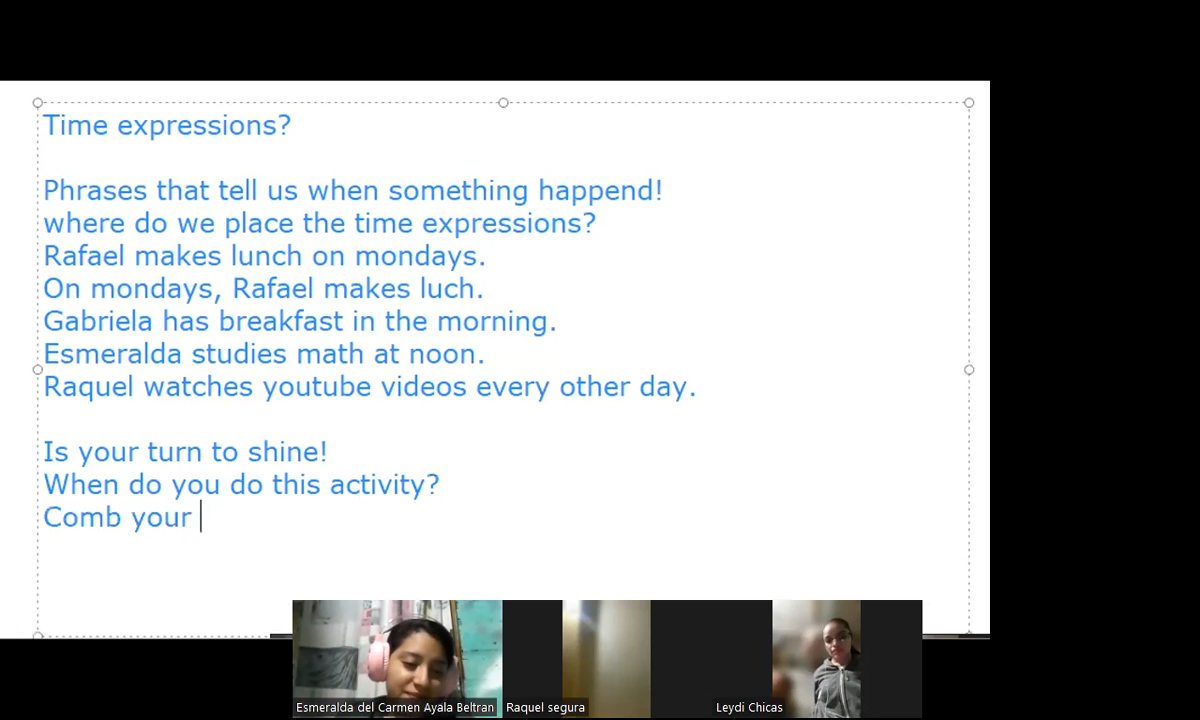 Time expressions?
Phrases that tell us when something happend!
where do we place the time expressions?
Rafael makes lunch on mondays.
On mondays, Rafael makes luch.
Gabriela has breakfast in the morning.
Esmeralda studies math at noon.
Raquel watches youtube videos every other day.
Is your turn to shine!
When do you do this activity?
Comb your
Esmeralda del Carmen Ayala Beltran
Raquel segura
Leydi Chicas